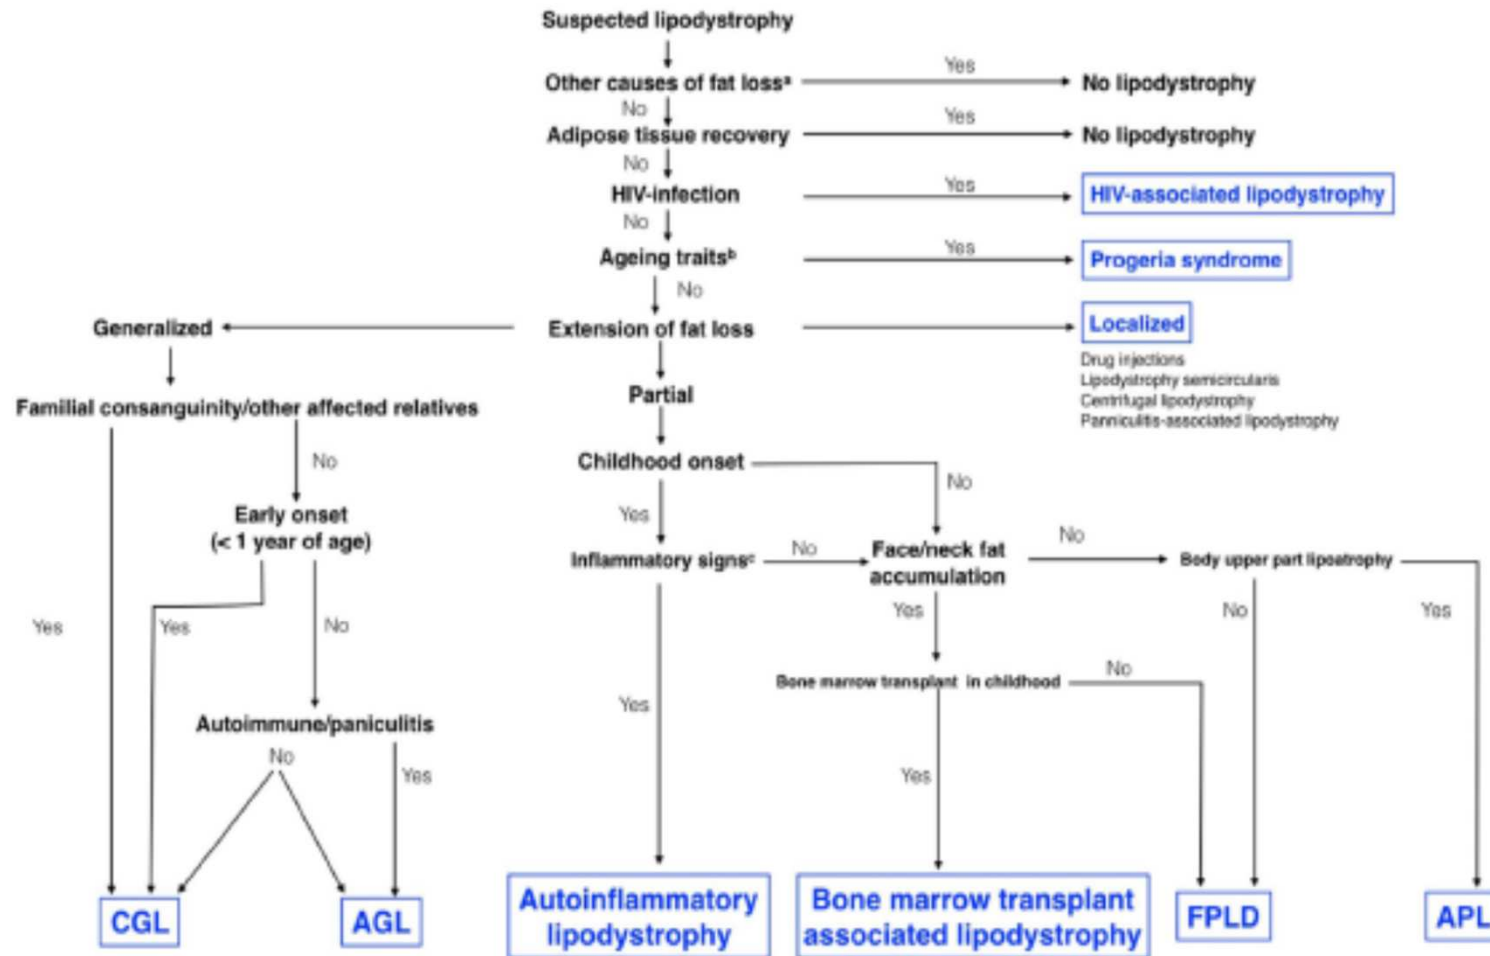 Suspected lipodystrophy
Other causes of fat lossᵃ
Yes
No lipodystrophy
No
Adipose tissue recovery
Yes
No lipodystrophy
No
HIV-infection
Yes
HIV-associated lipodystrophy
No
Ageing traitsᵇ
Yes
Progeria syndrome
No
Generalized
Extension of fat loss
Localized
Drug injections
Lipodystrophy semicircularis
Centrifugal lipodystrophy
Panniculitis-associated lipodystrophy
Partial
Familial consanguinity/other affected relatives
Childhood onset
No
No
Early onset
(< 1 year of age)
Yes
Inflammatory signsᶜ
No
Face/neck fat
accumulation
No
Body upper part lipoatrophy
Yes
Yes
No
Yes
No
Yes
Bone marrow transplant in childhood
No
Yes
Autoimmune/paniculitis
No
Yes
Yes
CGL
AGL
Autoinflammatory
lipodystrophy
Bone marrow transplant
associated lipodystrophy
FPLD
APL